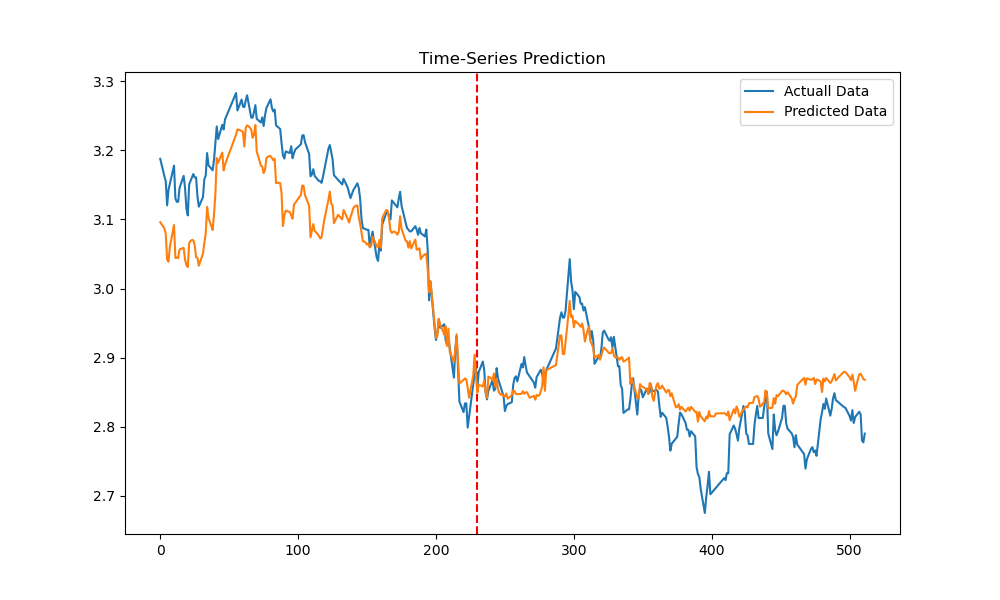 Time-Series Prediction
Actuall Data
Predicted Data
3.3
3.2
3.1
3.0
2.9
2.8
2.7
0 100 200 300 400 500